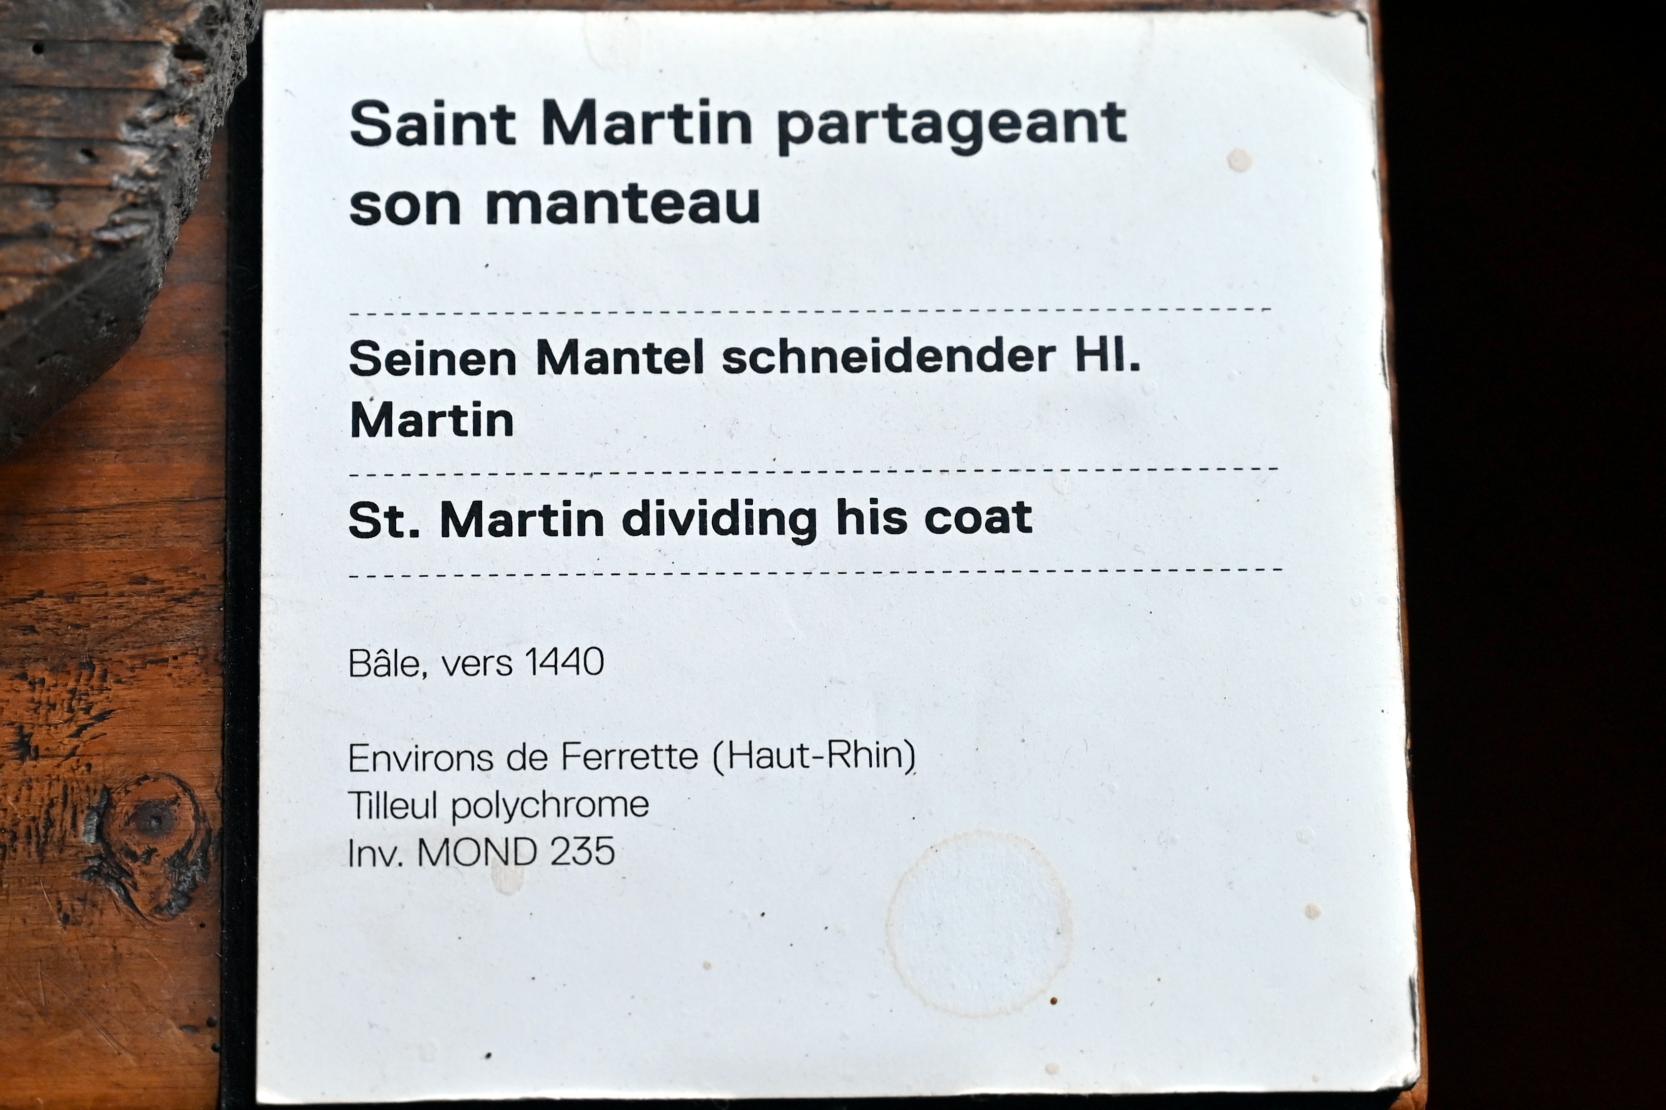 Saint Martin partageant
son manteau
Seinen Mantel schneidender Hl.
Martin
St. Martin dividing his coat
Bâle, vers 1440
Environs de Ferrette (Haut-Rhin)
Tilleul polychrome
Inv. MOND 235